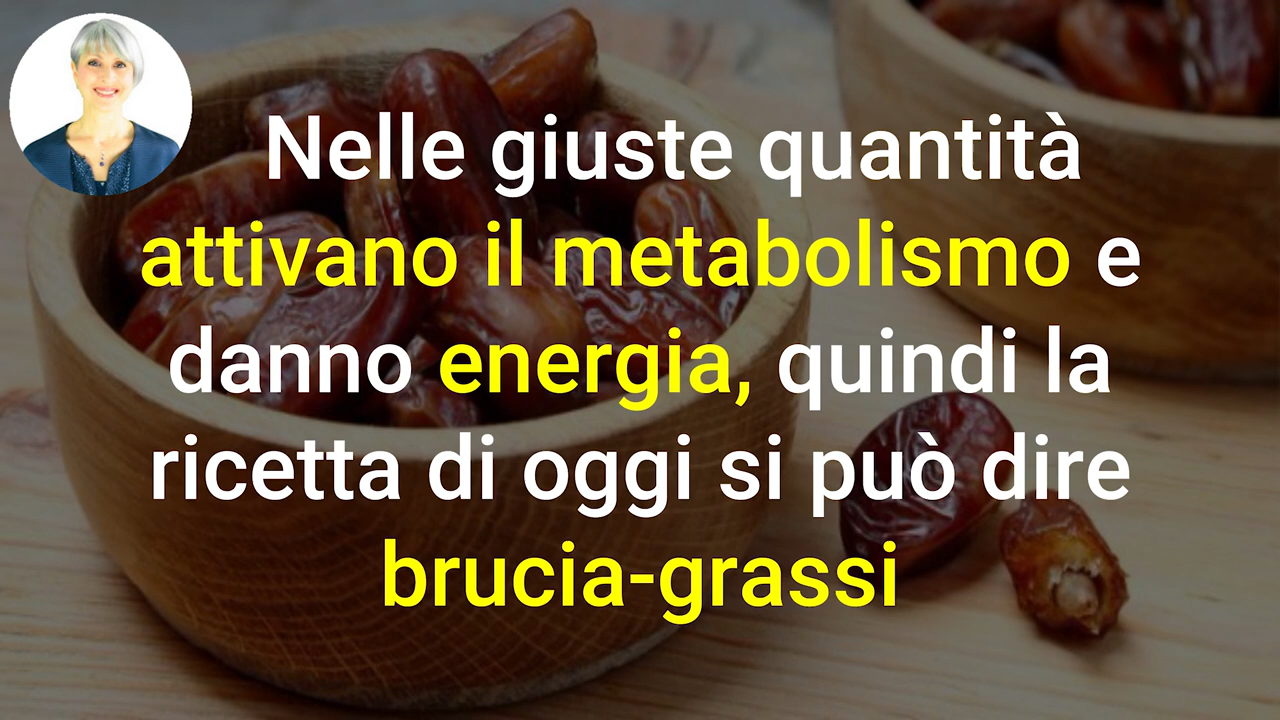 Nelle giuste quantità
attivano il metabolismo e
danno energia, quindi la
ricetta di oggi si può dire
brucia-grassi